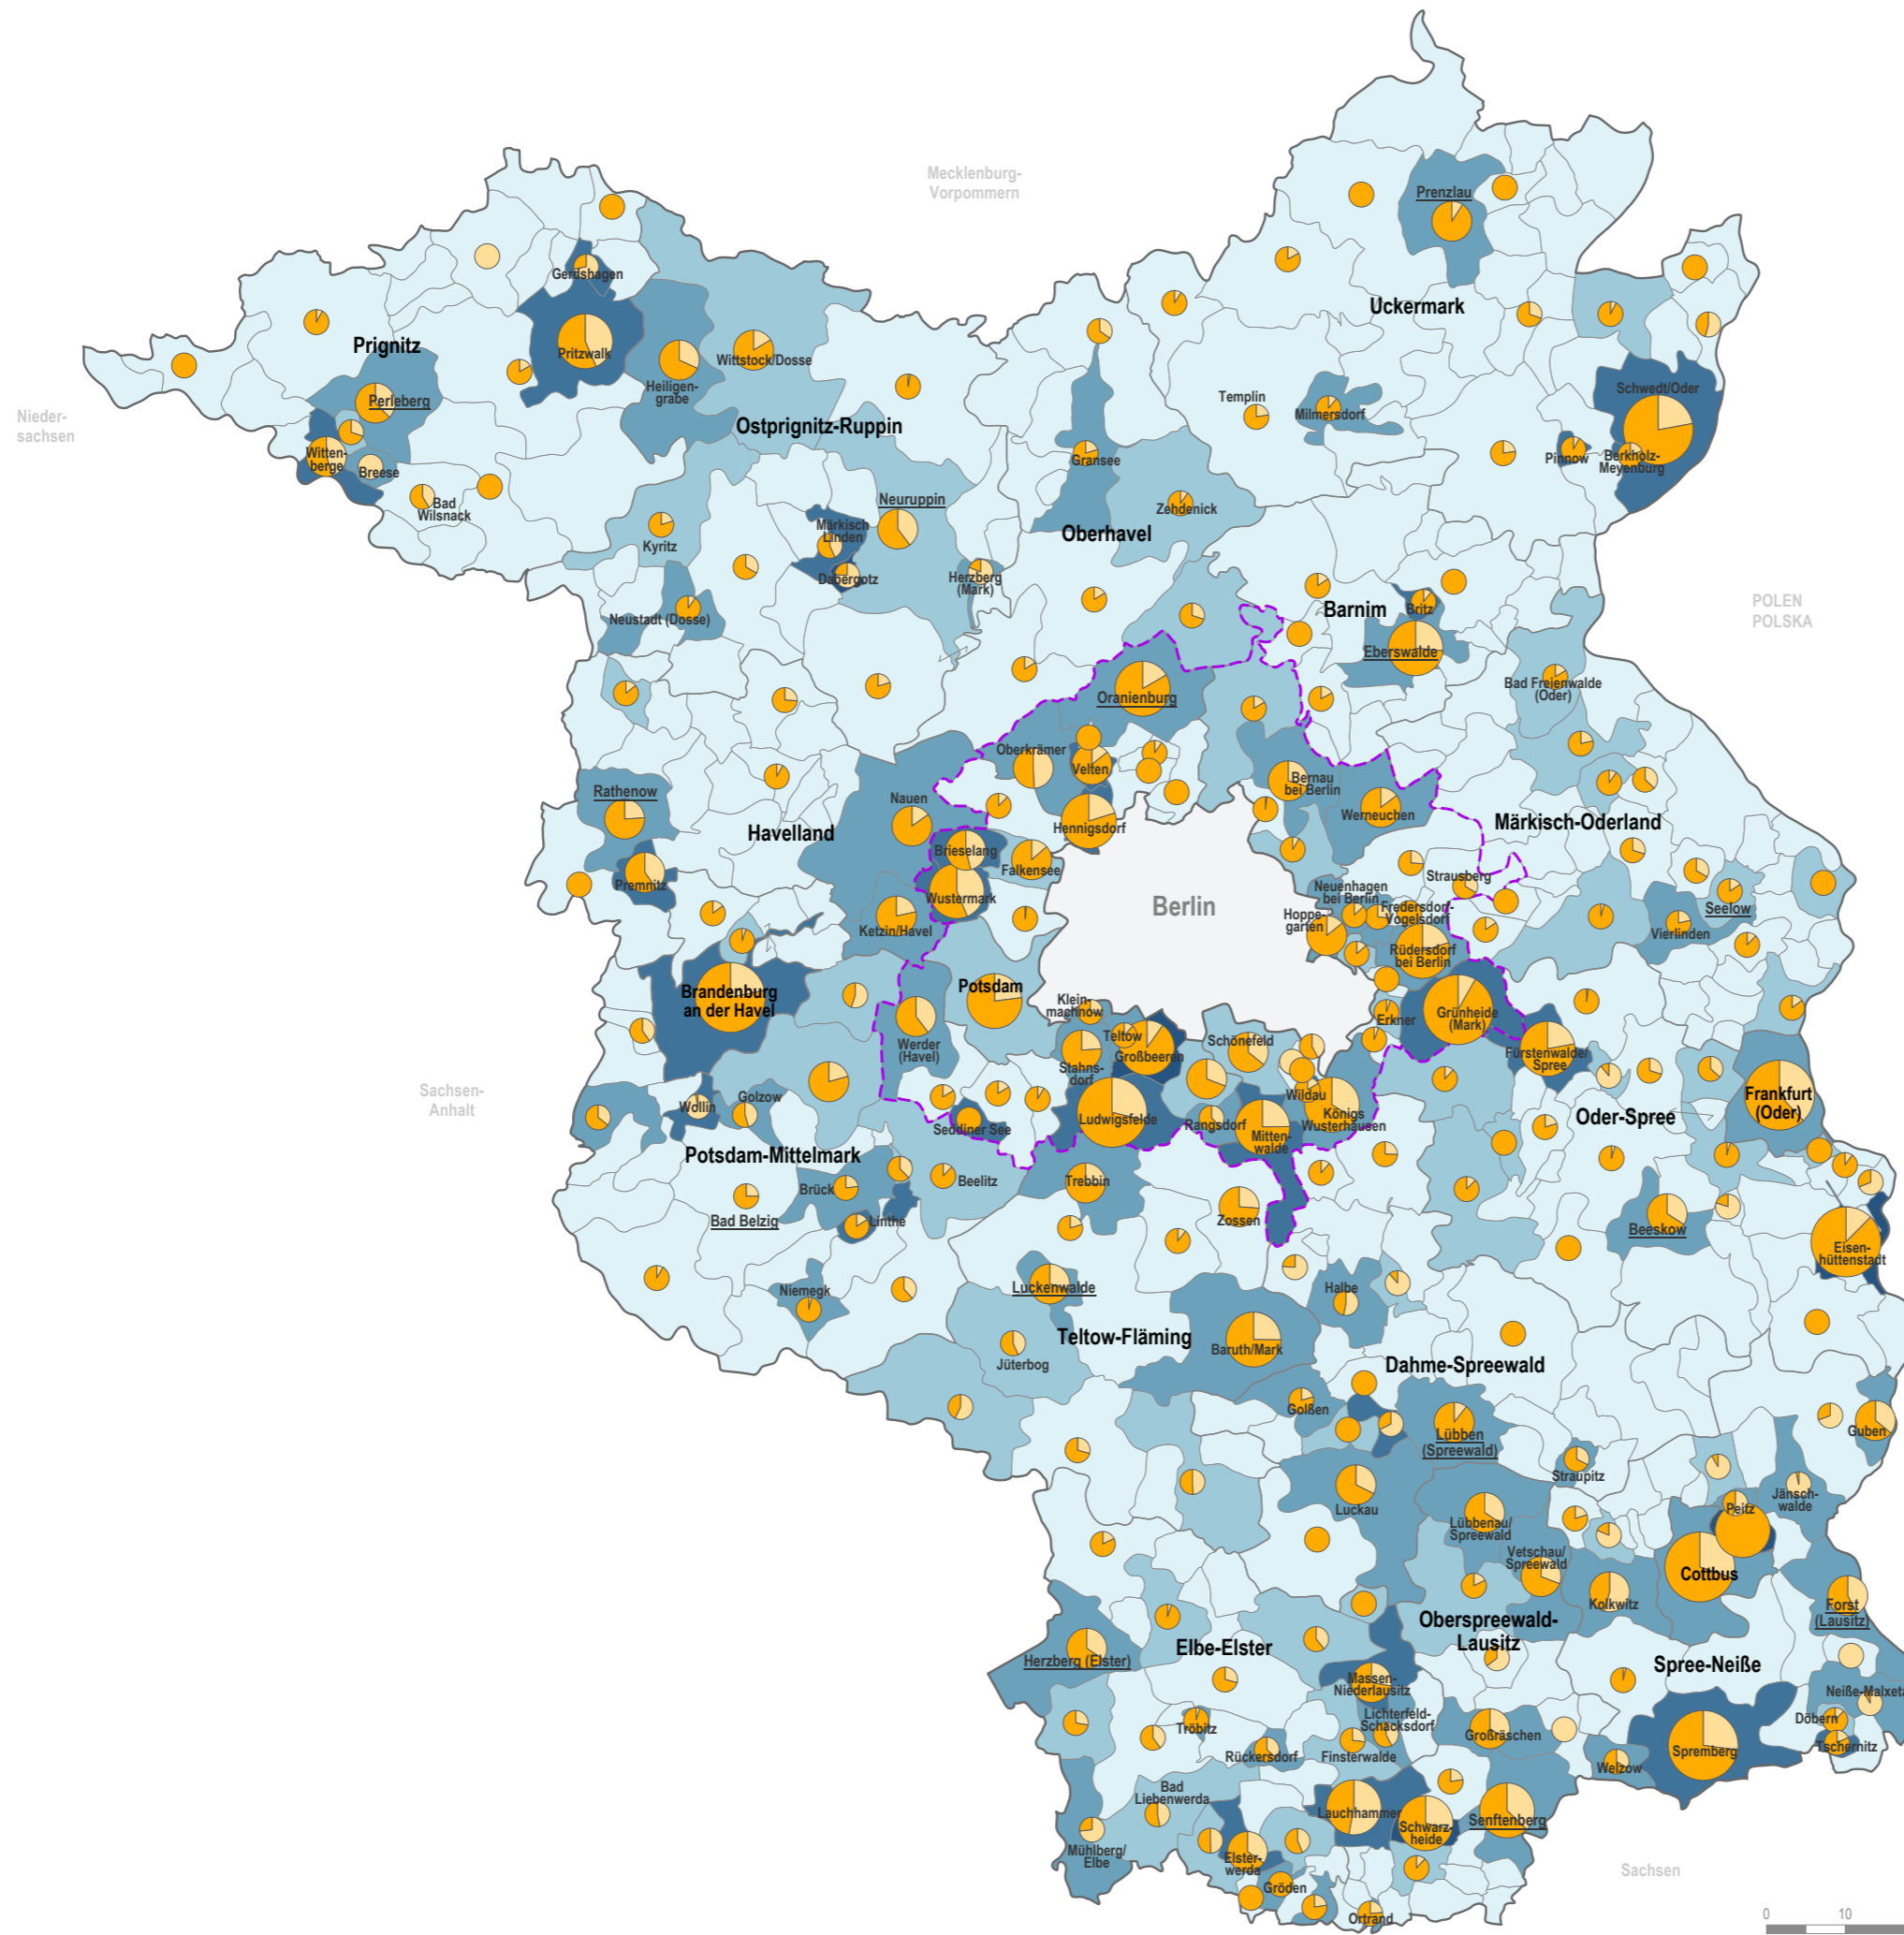 Mecklenburg-
Vorpommern
Prenzlau
Gerdshagen
Uckermark
Prignitz
Pritzwalk
Wittstock/Dosse
Heiligen-
grabe
Schwedt/Oder
Perleberg
Templin
Milmersdorf
Nieder-
sachsen
Ostprignitz-Ruppin
Witten-
berge
Breese
Gransee
Pinnow
Berkholz-
Meyenburg
Bad
Wilsnack
Neuruppin
Zehdenick
Kyritz
Märkisch
Linden
Oberhavel
Dabergotz
Herzberg
(Mark)
Neustadt (Dosse)
Barnim
Britz
POLEN
POLSKA
Eberswalde
Bad Freienwalde
(Oder)
Oranienburg
Oberkrämer
Velten
Bernau
bei Berlin
Rathenow
Nauen
Werneuchen
Havelland
Hennigsdorf
Märkisch-Oderland
Brieselang
Falkensee
Premnitz
Wustermark
Strausberg
Neuenhagen
bei Berlin
Berlin
Hoppe-
garten
Fredersdorf-
Vogelsdorf
Seelow
Ketzin/Havel
Vierlinden
Rüdersdorf
bei Berlin
Brandenburg
an der Havel
Potsdam
Klein-
machnow
Grünheide
(Mark)
Erkner
Werder
(Havel)
Teltow
Großbeeren
Schönefeld
Fürstenwalde/
Spree
Stahns-
dorf
Sachsen-
Anhalt
Golzow
Wollin
Wildau
Frankfurt
(Oder)
Seddiner See
Ludwigsfelde
Rangsdorf
Königs
Wusterhausen
Oder-Spree
Mitten-
walde
Potsdam-Mittelmark
Beelitz
Trebbin
Brück
Bad Belzig
Linthe
Zossen
Beeskow
Eisen-
hüttenstadt
Luckenwalde
Niemegk
Halbe
Teltow-Fläming
Baruth/Mark
Jüterbog
Dahme-Spreewald
Golßen
Lübben
(Spreewald)
Guben
Straupitz
Luckau
Jänsch-
walde
Lübbenau/
Spreewald
Peitz
Vetschau/
Spreewald
Cottbus
Kolkwitz
Forst
(Lausitz)
Oberspreewald-
Lausitz
Elbe-Elster
Herzberg (Elster)
Spree-Neiße
Massen-
Niederlausitz
Neiße-Malxeta
Lichterfeld-
Schacksdorf
Döbern
Tröbitz
Großräschen
Rückersdorf
Finsterwalde
Tschernitz
Spremberg
Welzow
Bad
Liebenwerda
Lauchhammer
Schwarz-
heide
Senftenberg
Mühlberg/
Elbe
Elster-
werda
Sachsen
Gröden
Ortrand
0 10